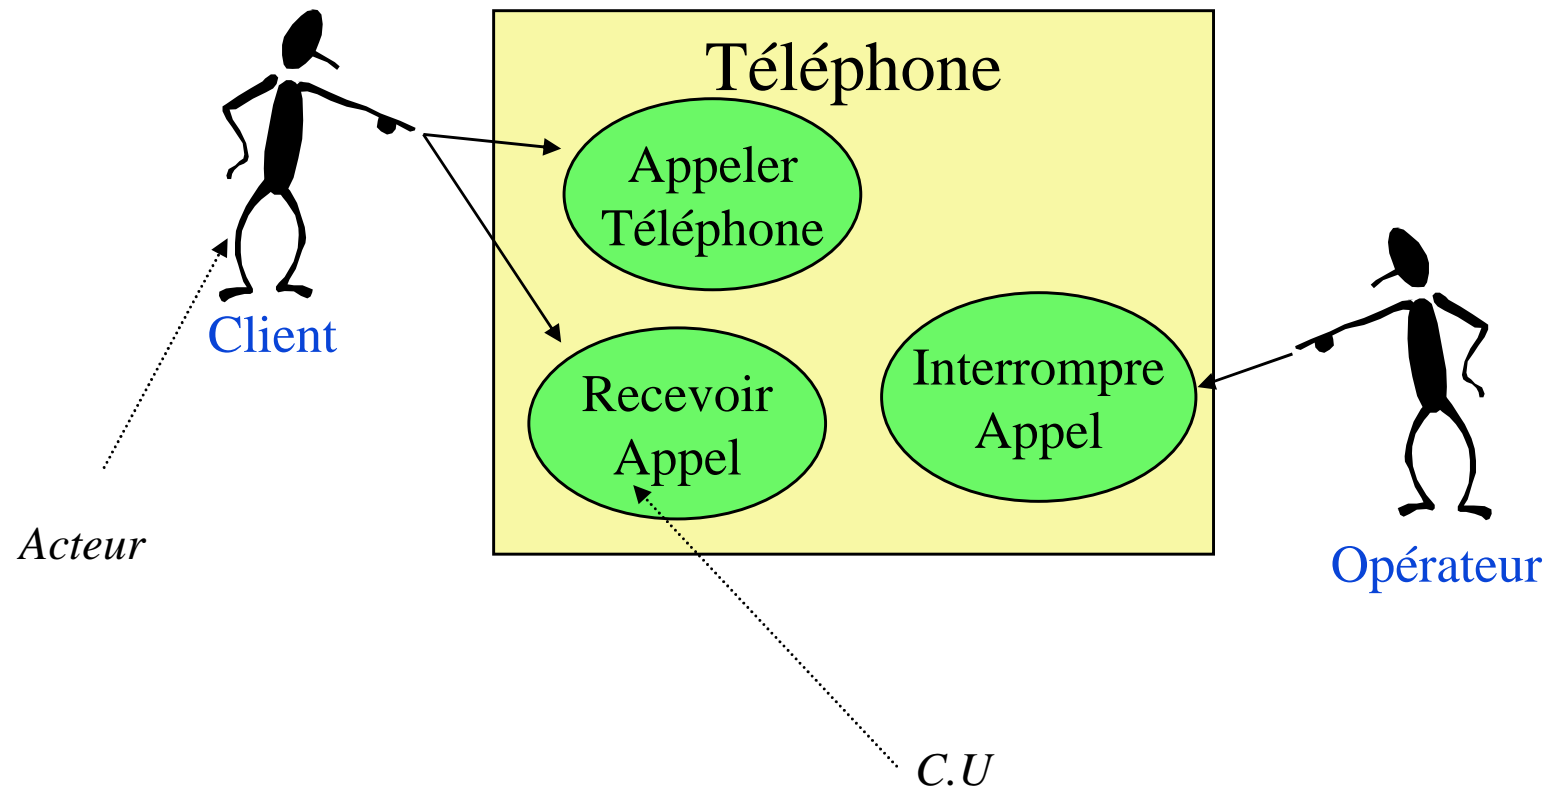 Téléphone
Appeler
Téléphone
Client
Recevoir
Appel
Interrompre
Appel
Acteur
Opérateur
C.U